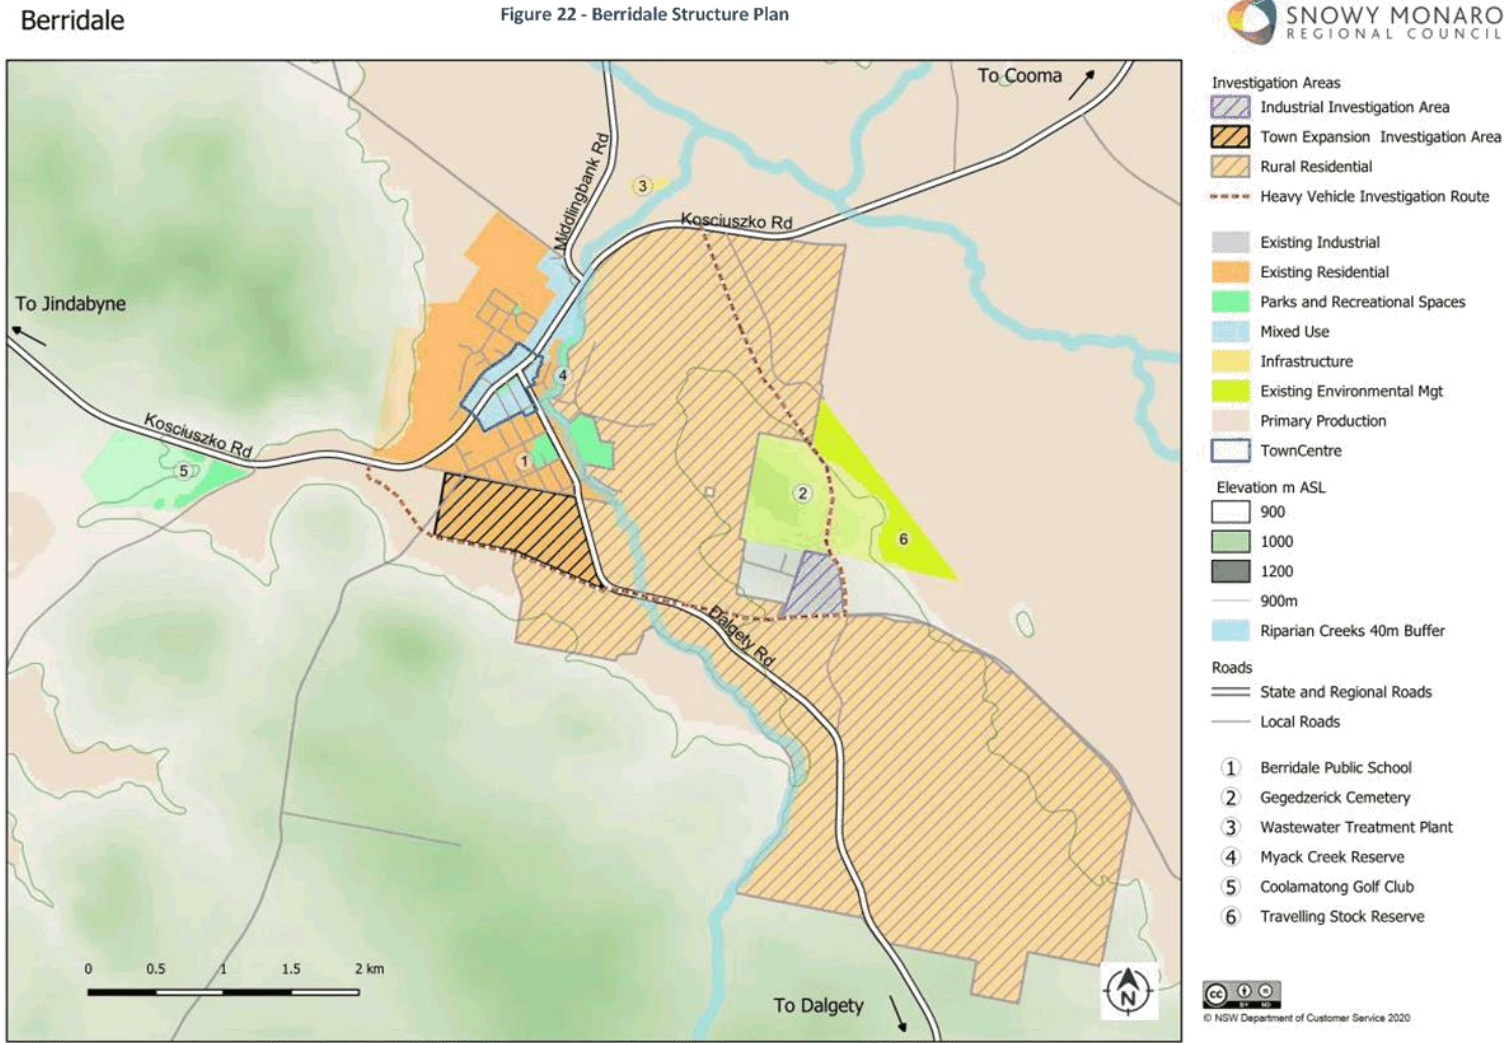 Berridale
Figure 22 - Berridale Structure Plan
SNOWY MONARO
REGIONAL COUNCIL
To Cooma
Middlingbank Rd
3
Kosciuszko Rd
To Jindabyne
4
Kosciuszko Rd
5
1
2
6
Dalgety Rd
0 0.5 1 1.5 2 km
To Dalgety
N
Investigation Areas
Industrial Investigation Area
Town Expansion Investigation Area
Rural Residential
Heavy Vehicle Investigation Route
Existing Industrial
Existing Residential
Parks and Recreational Spaces
Mixed Use
Infrastructure
Existing Environmental Mgt
Primary Production
TownCentre
Elevation m ASL
900
1000
1200
900m
Riparian Creeks 40m Buffer
Roads
State and Regional Roads
Local Roads
1 Berridale Public School
2 Gegedzerick Cemetery
3 Wastewater Treatment Plant
4 Myack Creek Reserve
5 Coolamatong Golf Club
6 Travelling Stock Reserve
cc
BY ND
© NSW Department of Customer Service 2020